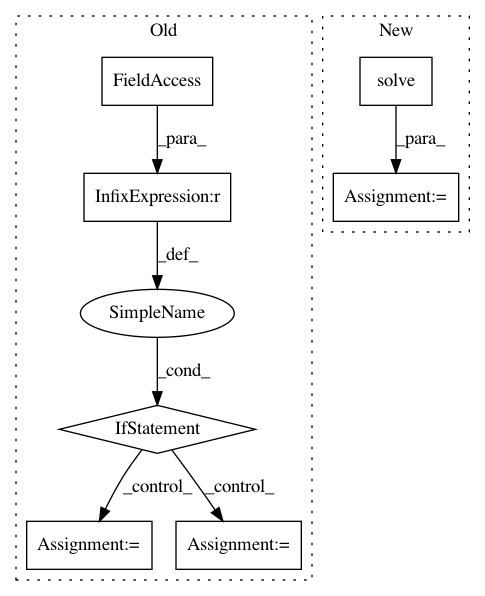 Old
New
FieldAccess
solve
_para_
_para_
InfixExpression:r
Assignment:=
_def_
SimpleName
_cond_
IfStatement
_control_
_control_
Assignment:=
Assignment:=